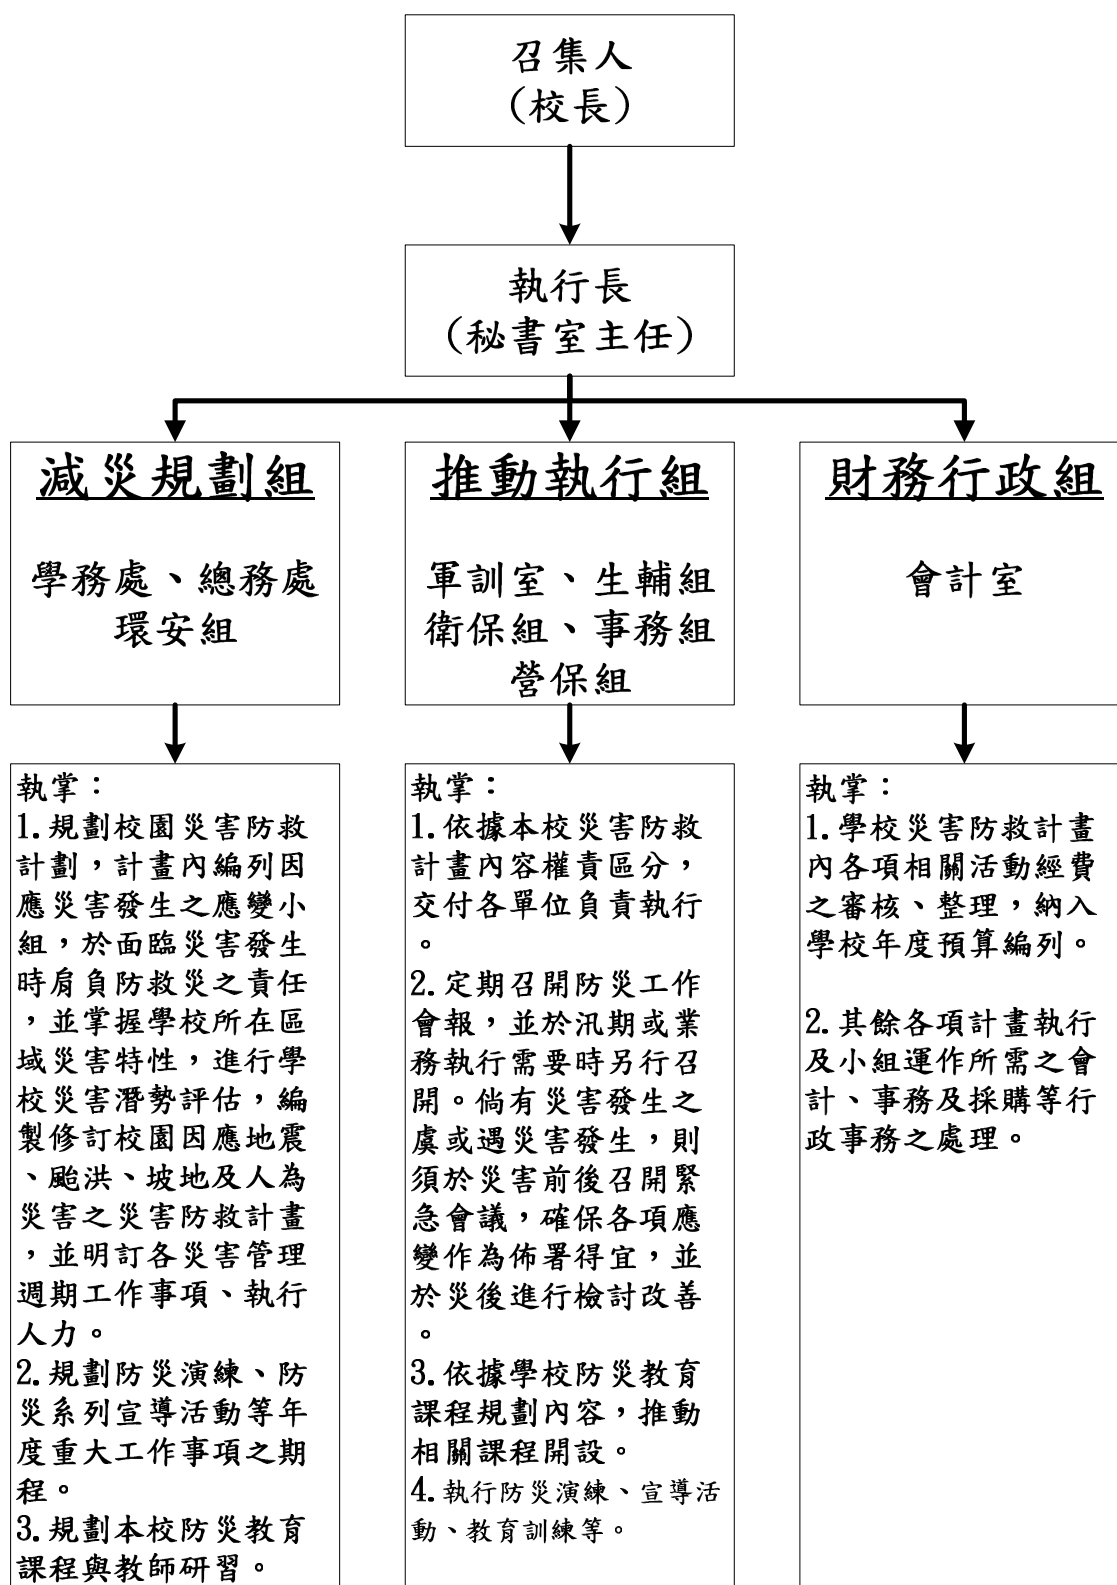 召集人
(校長)
執行長
(秘書室主任)
減災規劃組
學務處、總務處
環安組
推動執行組
軍訓室、生輔組
衛保組、事務組
營保組
財務行政組
會計室
執掌：
1.規劃校園災害防救
計劃，計畫內編列因
應災害發生之應變小
組，於面臨災害發生
時肩負防救災之責任
，並掌握學校所在區
域災害特性，進行學
校災害潛勢評估，編
製修訂校園因應地震
、颱洪、坡地及人為
災害之災害防救計畫
，並明訂各災害管理
週期工作事項、執行
人力。
2.規劃防災演練、防
災系列宣導活動等年
度重大工作事項之期
程。
3.規劃本校防災教育
課程與教師研習。
執掌：
1.依據本校災害防救
計畫內容權責區分，
交付各單位負責執行
。
2.定期召開防災工作
會報，並於汛期或業
務執行需要時另行召
開。倘有災害發生之
虞或遇災害發生，則
須於災害前後召開緊
急會議，確保各項應
變作為佈署得宜，並
於災後進行檢討改善
。
3.依據學校防災教育
課程規劃內容，推動
相關課程開設。
4.執行防災演練、宣導活
動、教育訓練等。
執掌：
1.學校災害防救計畫
內各項相關活動經費
之審核、整理，納入
學校年度預算編列。
2.其餘各項計畫執行
及小組運作所需之會
計、事務及採購等行
政事務之處理。